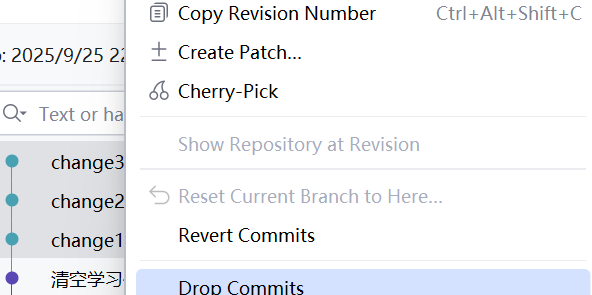 Copy Revision Number Ctrl+Alt+Shift+C
: 2025/9/25 22
Create Patch...
Cherry-Pick
Text or ha
Show Repository at Revision
change3
change2
Reset Current Branch to Here...
change1
Revert Commits
清空学习
Drop Commits